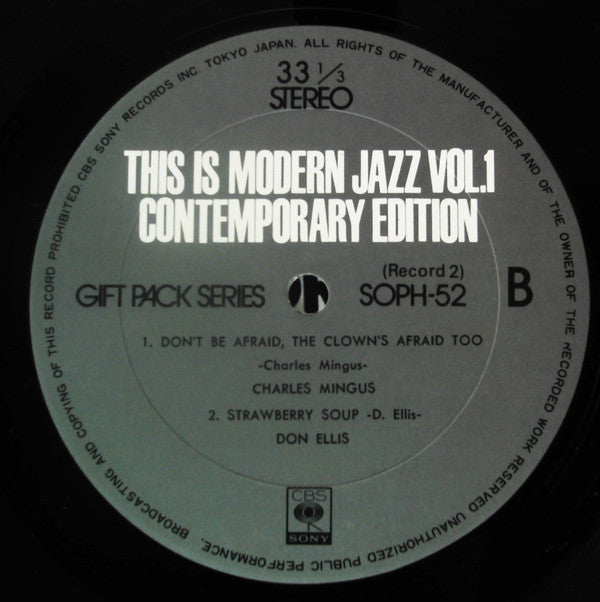 33 1/3
STEREO
THIS IS MODERN JAZZ VOL.1
CONTEMPORARY EDITION
(Record 2)
GIFT PACK SERIES SOPH-52 B
1. DON'T BE AFRAID, THE CLOWN'S AFRAID TOO
-Charles Mingus-
CHARLES MINGUS
2. STRAWBERRY SOUP -D. Ellis-
DON ELLIS
CBS
SONY
CBS SONY RECORDS INC. TOKYO JAPAN. ALL RIGHTS OF THE MANUFACTURER AND OF THE OWNER OF THE RECORDED WORK RESERVED UNAUTHORIZED PUBLIC PERFORMANCE. BROADCASTING AND COPYING OF THIS RECORD PROHIBITED